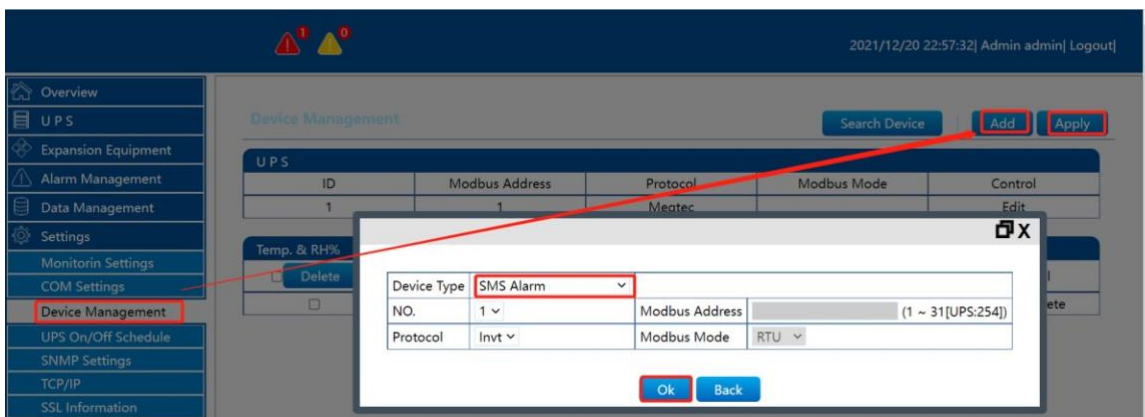 1 0
2021/12/20 22:57:32| Admin admin| Logout|
Overview
UPS
Expansion Equipment
Alarm Management
Data Management
Settings
Monitorin Settings
COM Settings
Device Management
UPS On/Off Schedule
SNMP Settings
TCP/IP
SSL Information
Device Management
Search Device
Add
Apply
UPS
ID Modbus Address Protocol Modbus Mode Control
1 1 Megtec Edit
Temp. & RH%
Delete
X
Device Type SMS Alarm
NO. 1 Modbus Address (1 ~ 31[UPS:254])
Protocol Invt Modbus Mode RTU
Ok Back